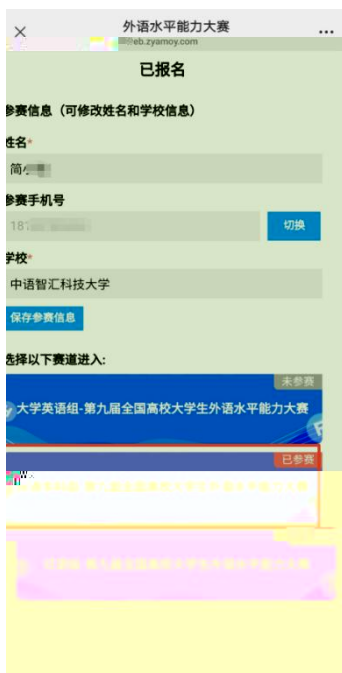 外语水平能力大赛
eb.zyamoy.com
已报名
参赛信息（可修改姓名和学校信息）
姓名*
简小
参赛手机号
187
切换
学校*
中语智汇科技大学
保存参赛信息
选择以下赛道进入:
未参赛
大学英语组-第九届全国高校大学生外语水平能力大赛
已参赛